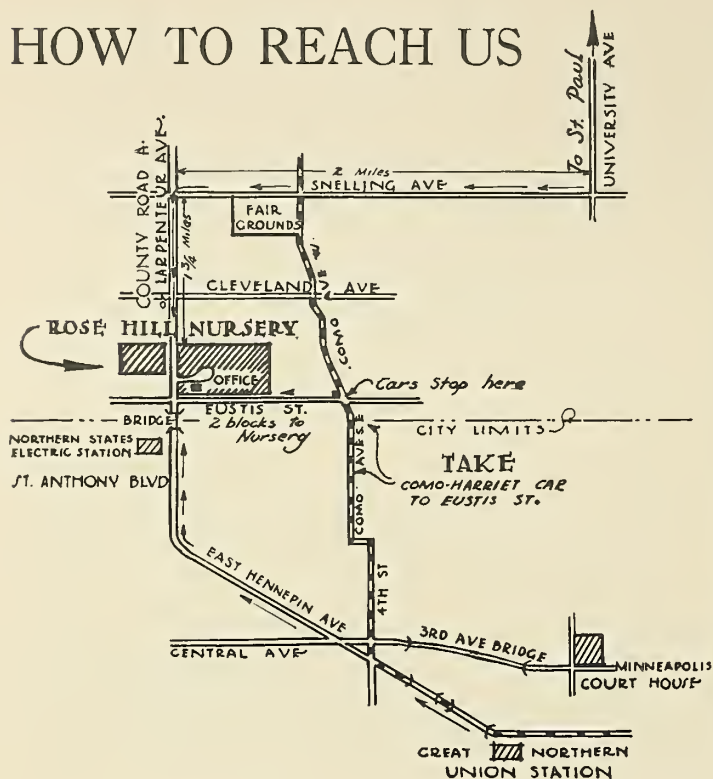 HOW TO REACH US
To St. Paul
UNIVERSITY AVE
COUNTY ROAD A.
or LARPENTEUR AVE.
2 Miles
SNELLING AVE
FAIR
GROUNDS
1 3/4 Miles
CLEVELAND AVE
COMO AVE
ROSE HILL NURSERY
OFFICE
Cars Stop here
EUSTIS ST.
2 blocks to
Nursery
BRIDGE
CITY LIMITS
NORTHERN STATES
ELECTRIC STATION
ST. ANTHONY BLVD
COMO AVE SE
TAKE
COMO-HARRIET CAR
TO EUSTIS ST.
EAST HENNEPIN AVE
4TH ST
3RD AVE BRIDGE
CENTRAL AVE
MINNEAPOLIS
COURT HOUSE
GREAT NORTHERN
UNION STATION